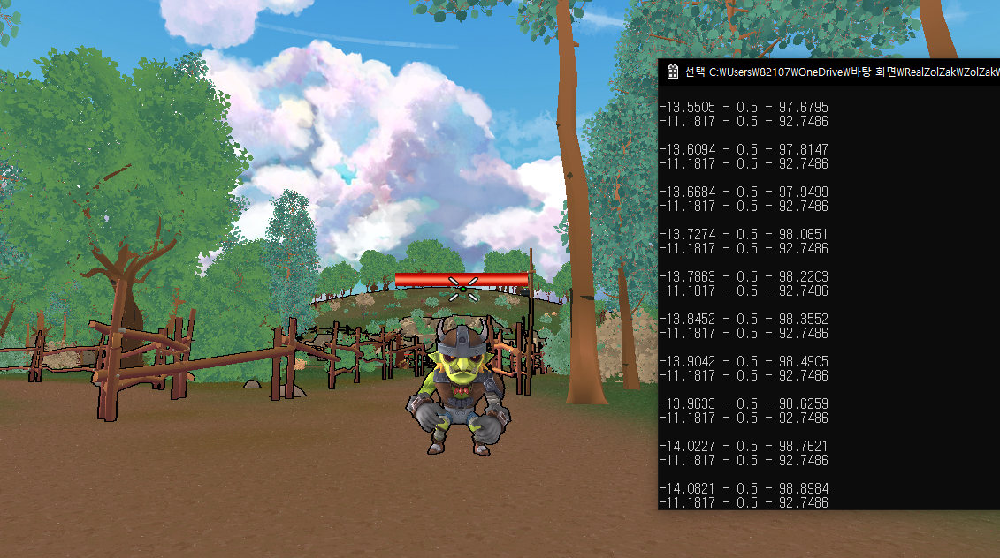 선택 C:₩Users₩82107₩OneDrive₩바탕 화면₩RealZolZak₩ZolZak₩
-13.5505 - 0.5 - 97.6795
-11.1817 - 0.5 - 92.7486
-13.6094 - 0.5 - 97.8147
-11.1817 - 0.5 - 92.7486
-13.6684 - 0.5 - 97.9499
-11.1817 - 0.5 - 92.7486
-13.7274 - 0.5 - 98.0851
-11.1817 - 0.5 - 92.7486
-13.7863 - 0.5 - 98.2203
-11.1817 - 0.5 - 92.7486
-13.8452 - 0.5 - 98.3552
-11.1817 - 0.5 - 92.7486
-13.9042 - 0.5 - 98.4905
-11.1817 - 0.5 - 92.7486
-13.9633 - 0.5 - 98.6259
-11.1817 - 0.5 - 92.7486
-14.0227 - 0.5 - 98.7621
-11.1817 - 0.5 - 92.7486
-14.0821 - 0.5 - 98.8984
-11.1817 - 0.5 - 92.7486